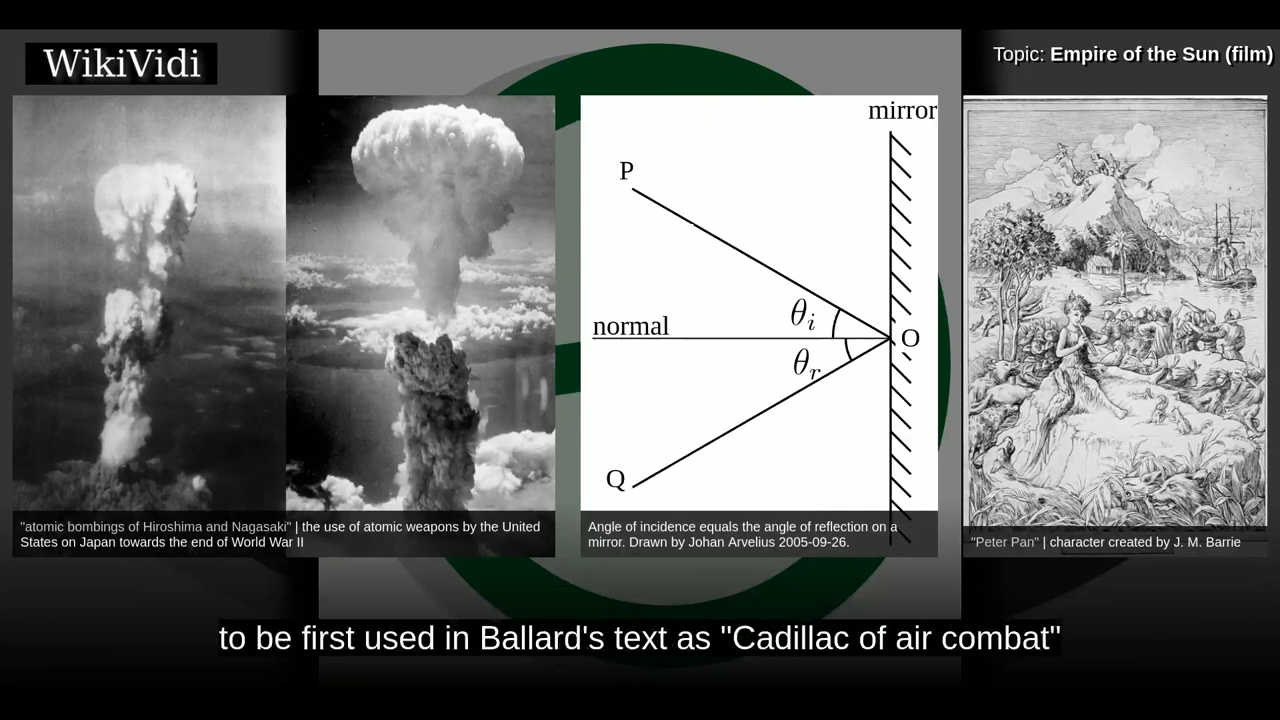 WikiVidi
Topic: Empire of the Sun (film)
mirror
P
θi
normal
O
θr
Q
"atomic bombings of Hiroshima and Nagasaki" | the use of atomic weapons by the United
States on Japan towards the end of World War II
Angle of incidence equals the angle of reflection on a
mirror. Drawn by Johan Arvelius 2005-09-26.
"Peter Pan" | character created by J. M. Barrie
to be first used in Ballard's text as "Cadillac of air combat"